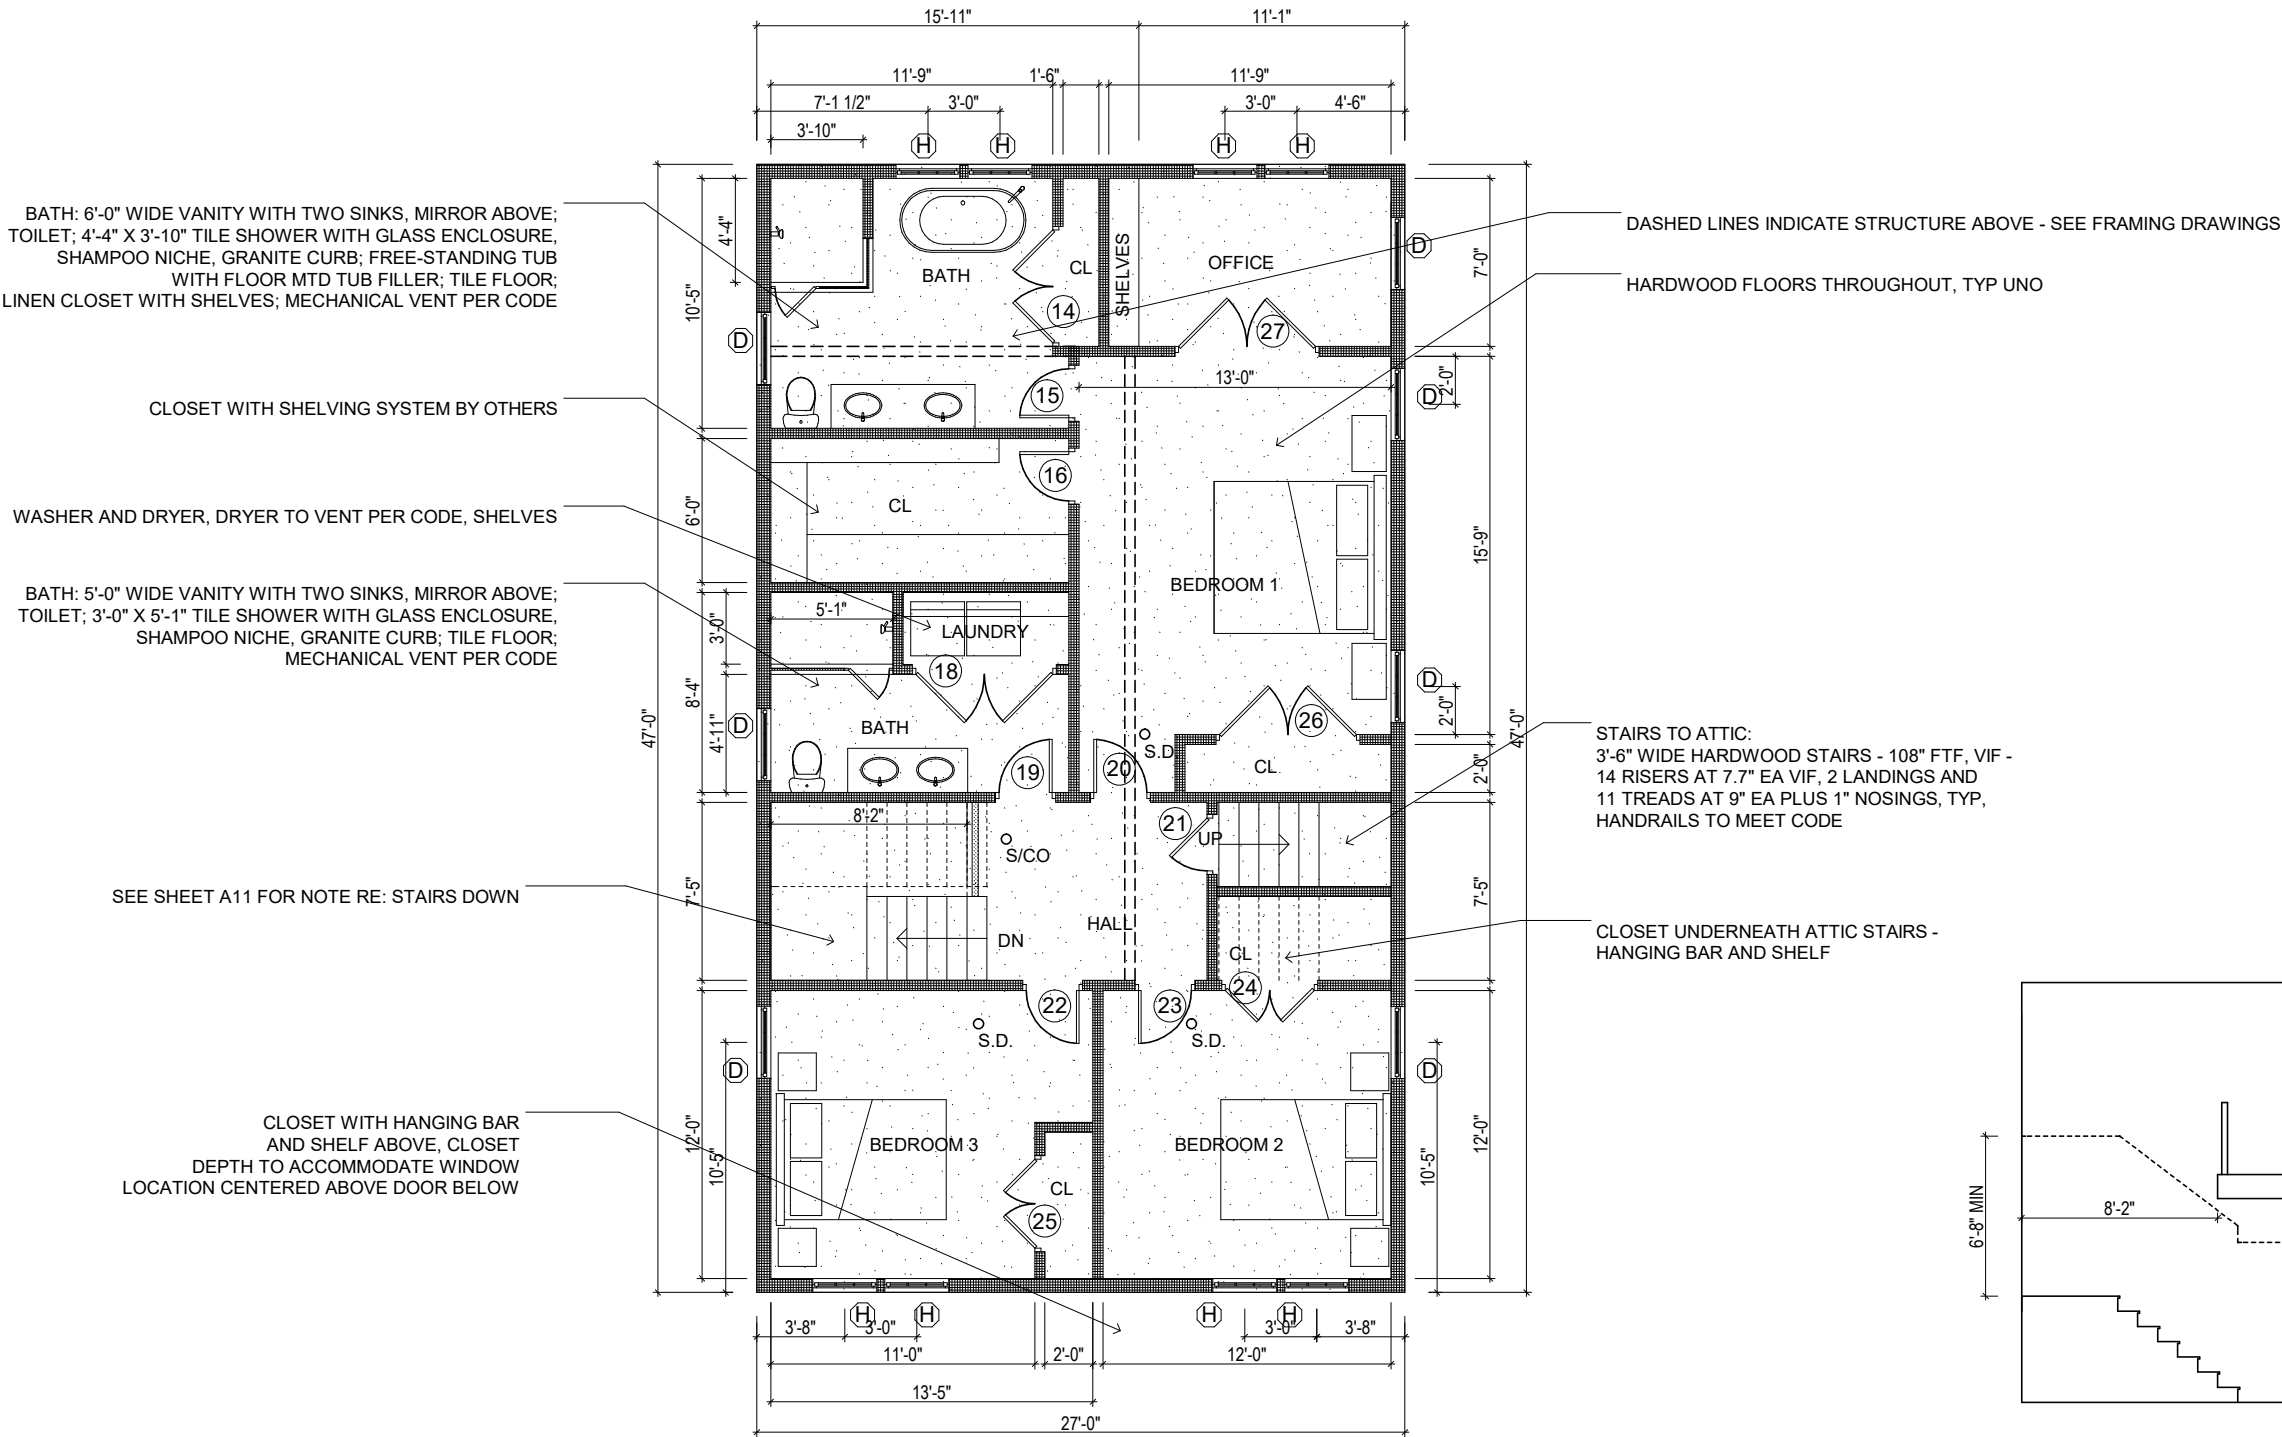 15'-11"
11'-1"
11'-9"
1'-6"
11'-9"
7'-1 1/2"
3'-0"
3'-0"
4'-6"
3'-10"
H
H
H
H
BATH: 6'-0" WIDE VANITY WITH TWO SINKS, MIRROR ABOVE;
TOILET; 4'-4" X 3'-10" TILE SHOWER WITH GLASS ENCLOSURE,
SHAMPOO NICHE, GRANITE CURB; FREE-STANDING TUB
WITH FLOOR MTD TUB FILLER; TILE FLOOR;
LINEN CLOSET WITH SHELVES; MECHANICAL VENT PER CODE
CLOSET WITH SHELVING SYSTEM BY OTHERS
WASHER AND DRYER, DRYER TO VENT PER CODE, SHELVES
BATH: 5'-0" WIDE VANITY WITH TWO SINKS, MIRROR ABOVE;
TOILET; 3'-0" X 5'-1" TILE SHOWER WITH GLASS ENCLOSURE,
SHAMPOO NICHE, GRANITE CURB; TILE FLOOR;
MECHANICAL VENT PER CODE
SEE SHEET A11 FOR NOTE RE: STAIRS DOWN
CLOSET WITH HANGING BAR
AND SHELF ABOVE, CLOSET
DEPTH TO ACCOMMODATE WINDOW
LOCATION CENTERED ABOVE DOOR BELOW
47'-0"
10'-5"
4'-4"
6'-0"
8'-4"
3'-0"
4'-11"
7'-5"
12'-0"
10'-5"
D
D
D
BATH
CL
14
SHELVES
OFFICE
27
15
13'-0"
16
CL
BEDROOM 1
5'-1"
LAUNDRY
18
BATH
19
20
S.D.
26
CL
8'-2"
S/CO
21
UP
DN
HALL
CL
24
22
23
S.D.
S.D.
BEDROOM 3
CL
25
BEDROOM 2
D
D
D
D
7'-0"
2'-0"
15'-9"
2'-0"
2'-0"
47'-0"
7'-5"
12'-0"
10'-5"
DASHED LINES INDICATE STRUCTURE ABOVE - SEE FRAMING DRAWINGS
HARDWOOD FLOORS THROUGHOUT, TYP UNO
STAIRS TO ATTIC:
3'-6" WIDE HARDWOOD STAIRS - 108" FTF, VIF -
14 RISERS AT 7.7" EA VIF, 2 LANDINGS AND
11 TREADS AT 9" EA PLUS 1" NOSINGS, TYP,
HANDRAILS TO MEET CODE
CLOSET UNDERNEATH ATTIC STAIRS -
HANGING BAR AND SHELF
6'-8" MIN
8'-2"
H
H
H
H
3'-8"
3'-0"
3'-0"
3'-8"
11'-0"
2'-0"
12'-0"
13'-5"
27'-0"